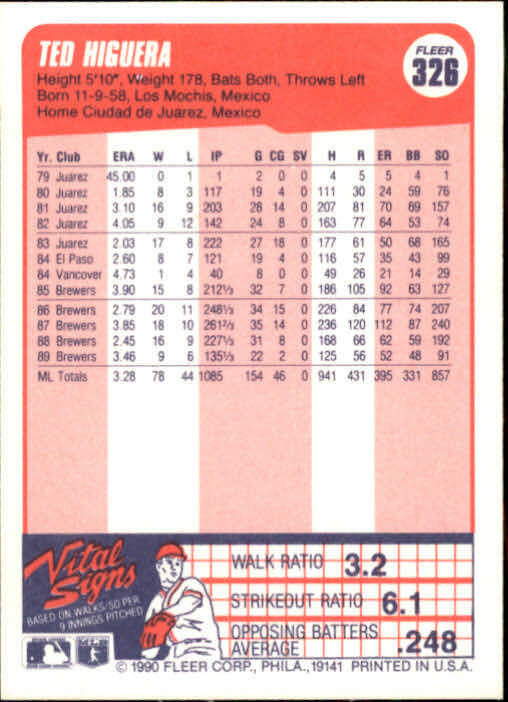 TED HIGUERA
FLEER
326
Height 5'10", Weight 178, Bats Both, Throws Left
Born 11-9-58, Los Mochis, Mexico
Home Ciudad de Juarez, Mexico
Yr. Club ERA W L IP G CG SV H R ER BB SO
79 Juarez 45.00 0 1 1 2 0 0 4 5 5 4 1
80 Juarez 1.85 8 3 117 19 4 0 111 30 24 59 76
81 Juarez 3.10 16 9 203 28 14 0 207 81 70 69 157
82 Juarez 4.05 9 12 142 24 8 0 163 77 64 53 74
83 Juarez 2.03 17 8 222 27 18 0 177 61 50 68 165
84 El Paso 2.60 8 7 121 19 4 0 116 57 35 43 99
84 Vancover 4.73 1 4 40 8 0 0 49 26 21 14 29
85 Brewers 3.90 15 8 212⅓ 32 7 0 186 105 92 63 127
86 Brewers 2.79 20 11 248⅓ 34 15 0 226 84 77 74 207
87 Brewers 3.85 18 10 261⅔ 35 14 0 236 120 112 87 240
88 Brewers 2.45 16 9 227⅓ 31 8 0 168 66 62 59 192
89 Brewers 3.46 9 6 135⅓ 22 2 0 125 56 52 48 91
ML Totals 3.28 78 44 1085 154 46 0 941 431 395 331 857
Vital Signs
BASED ON WALKS/SO PER
9 INNINGS PITCHED
WALK RATIO 3.2
STRIKEOUT RATIO 6.1
OPPOSING BATTERS
AVERAGE .248
© 1990 FLEER CORP., PHILA., 19141 PRINTED IN U.S.A.